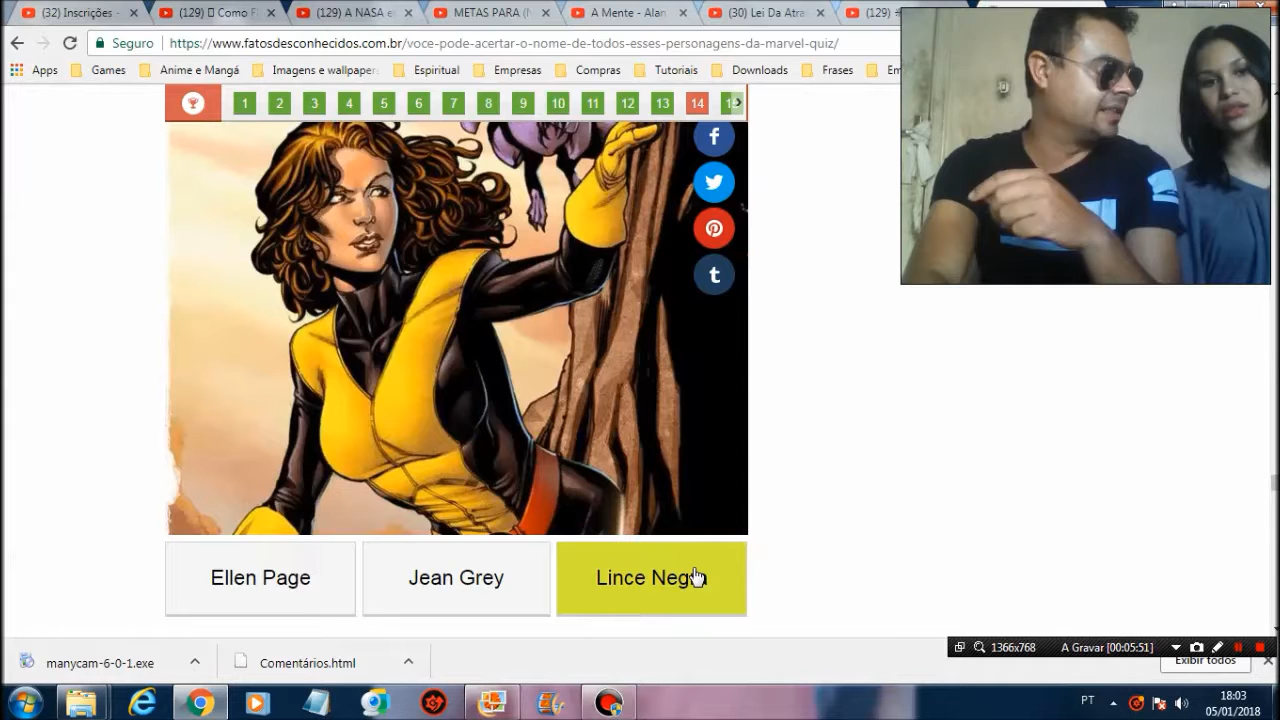 (32) Inscrições - (129) Como F (129) A NASA e METAS PARA A Mente - Alan (30) Lei Da Atra (129)
Seguro https://www.fatosdesconhecidos.com.br/voce-pode-acertar-o-nome-de-todos-esses-personagens-da-marvel-quiz/
Apps Games Anime e Mangá Imagens e wallpaper Espiritual Empresas Compras Tutoriais Downloads Frases Em
1 2 3 4 5 6 7 8 9 10 11 12 13 14
Ellen Page Jean Grey Lince Negra
1366x768 A Gravar [00:05:51]
manycam-6-0-1.exe Comentários.html Exibir todos
PT 18:03
05/01/2018